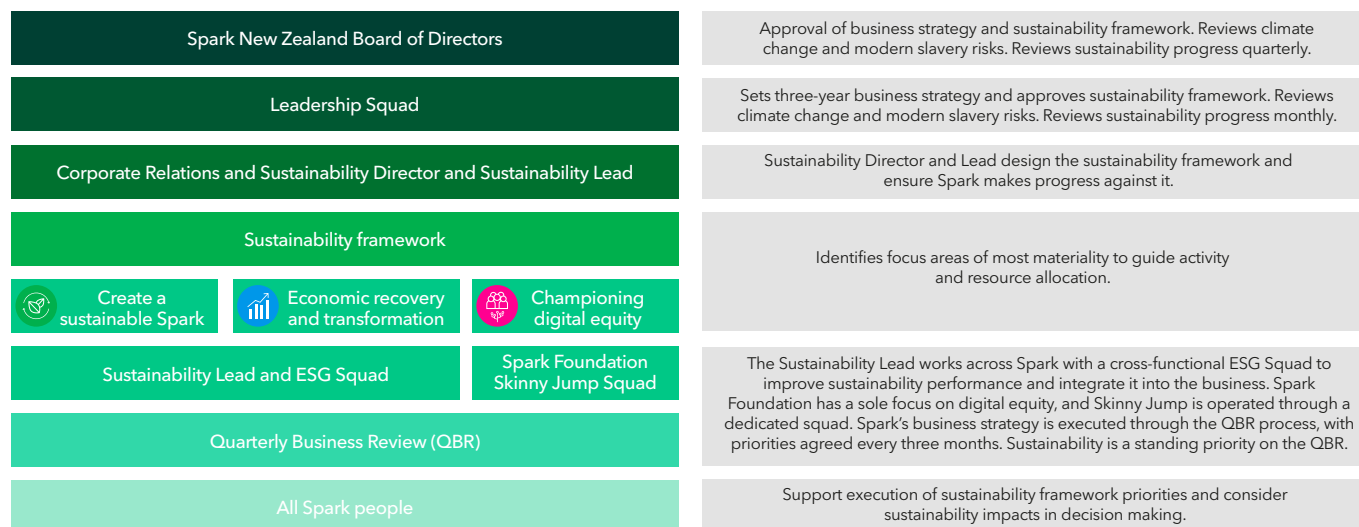 Spark New Zealand Board of Directors
Approval of business strategy and sustainability framework. Reviews climate
change and modern slavery risks. Reviews sustainability progress quarterly.
Leadership Squad
Sets three-year business strategy and approves sustainability framework. Reviews
climate change and modern slavery risks. Reviews sustainability progress monthly.
Corporate Relations and Sustainability Director and Sustainability Lead
Sustainability Director and Lead design the sustainability framework and
ensure Spark makes progress against it.
Sustainability framework
Create a
sustainable Spark
Economic recovery
and transformation
Championing
digital equity
Identifies focus areas of most materiality to guide activity
and resource allocation.
Sustainability Lead and ESG Squad
Spark Foundation
Skinny Jump Squad
Quarterly Business Review (QBR)
The Sustainability Lead works across Spark with a cross-functional ESG Squad to
improve sustainability performance and integrate it into the business. Spark
Foundation has a sole focus on digital equity, and Skinny Jump is operated through a
dedicated squad. Spark’s business strategy is executed through the QBR process, with
priorities agreed every three months. Sustainability is a standing priority on the QBR.
All Spark people
Support execution of sustainability framework priorities and consider
sustainability impacts in decision making.